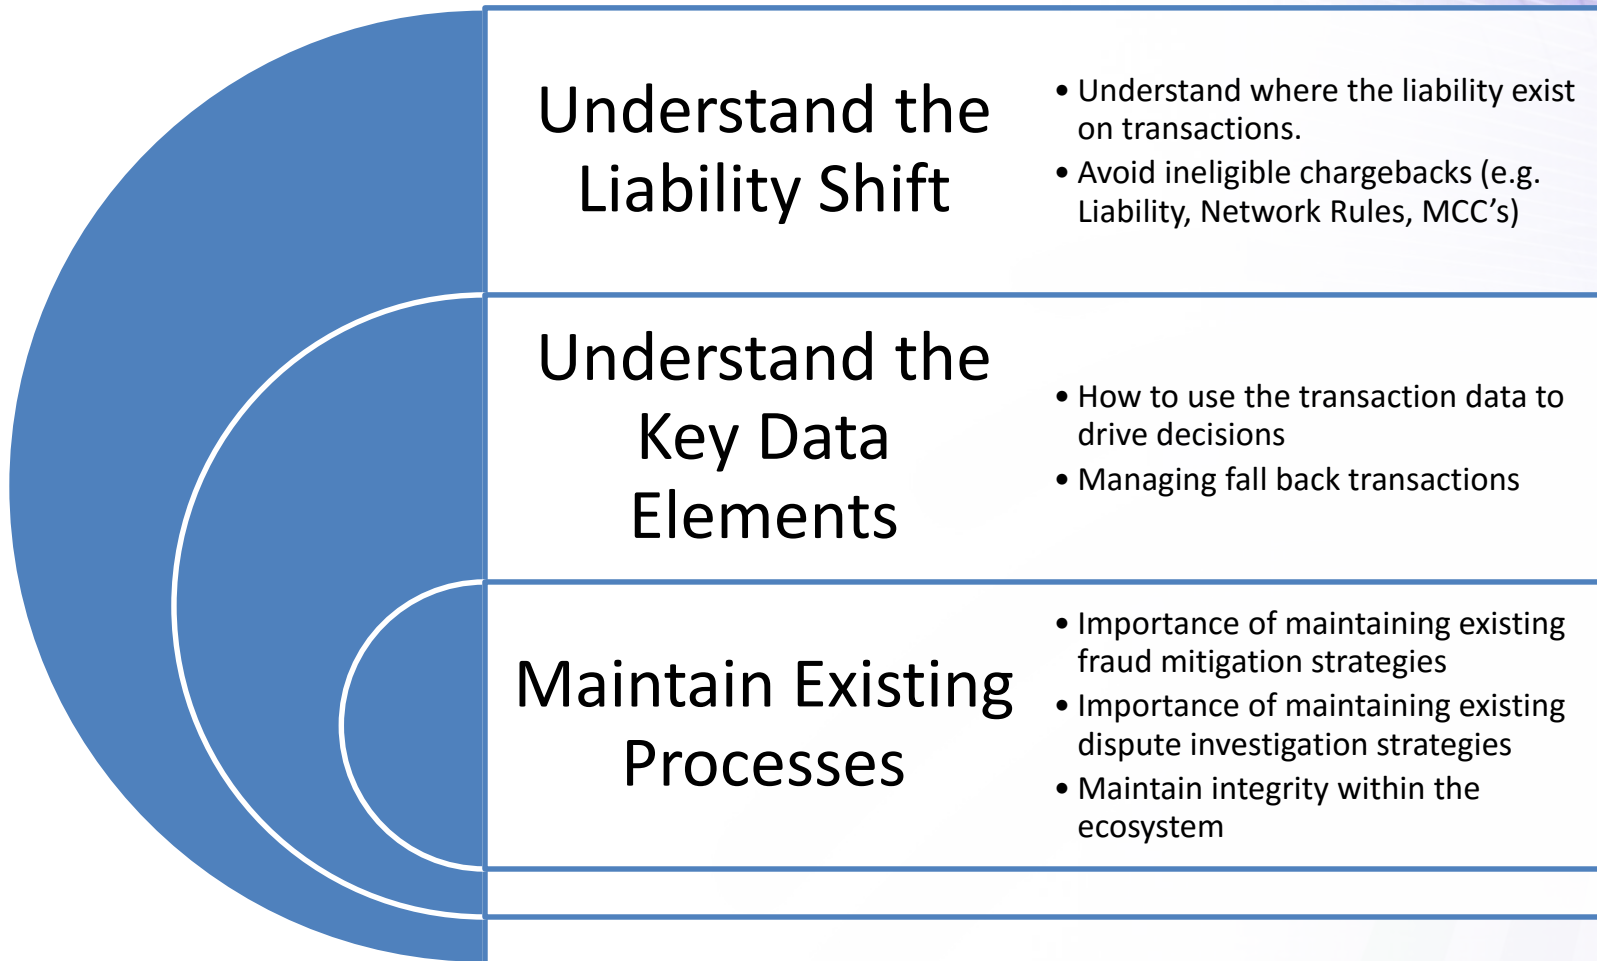 Understand the
Liability Shift
• Understand where the liability exist
on transactions.
• Avoid ineligible chargebacks (e.g.
Liability, Network Rules, MCC’s)
Understand the
Key Data
Elements
• How to use the transaction data to
drive decisions
• Managing fall back transactions
Maintain Existing
Processes
• Importance of maintaining existing
fraud mitigation strategies
• Importance of maintaining existing
dispute investigation strategies
• Maintain integrity within the
ecosystem